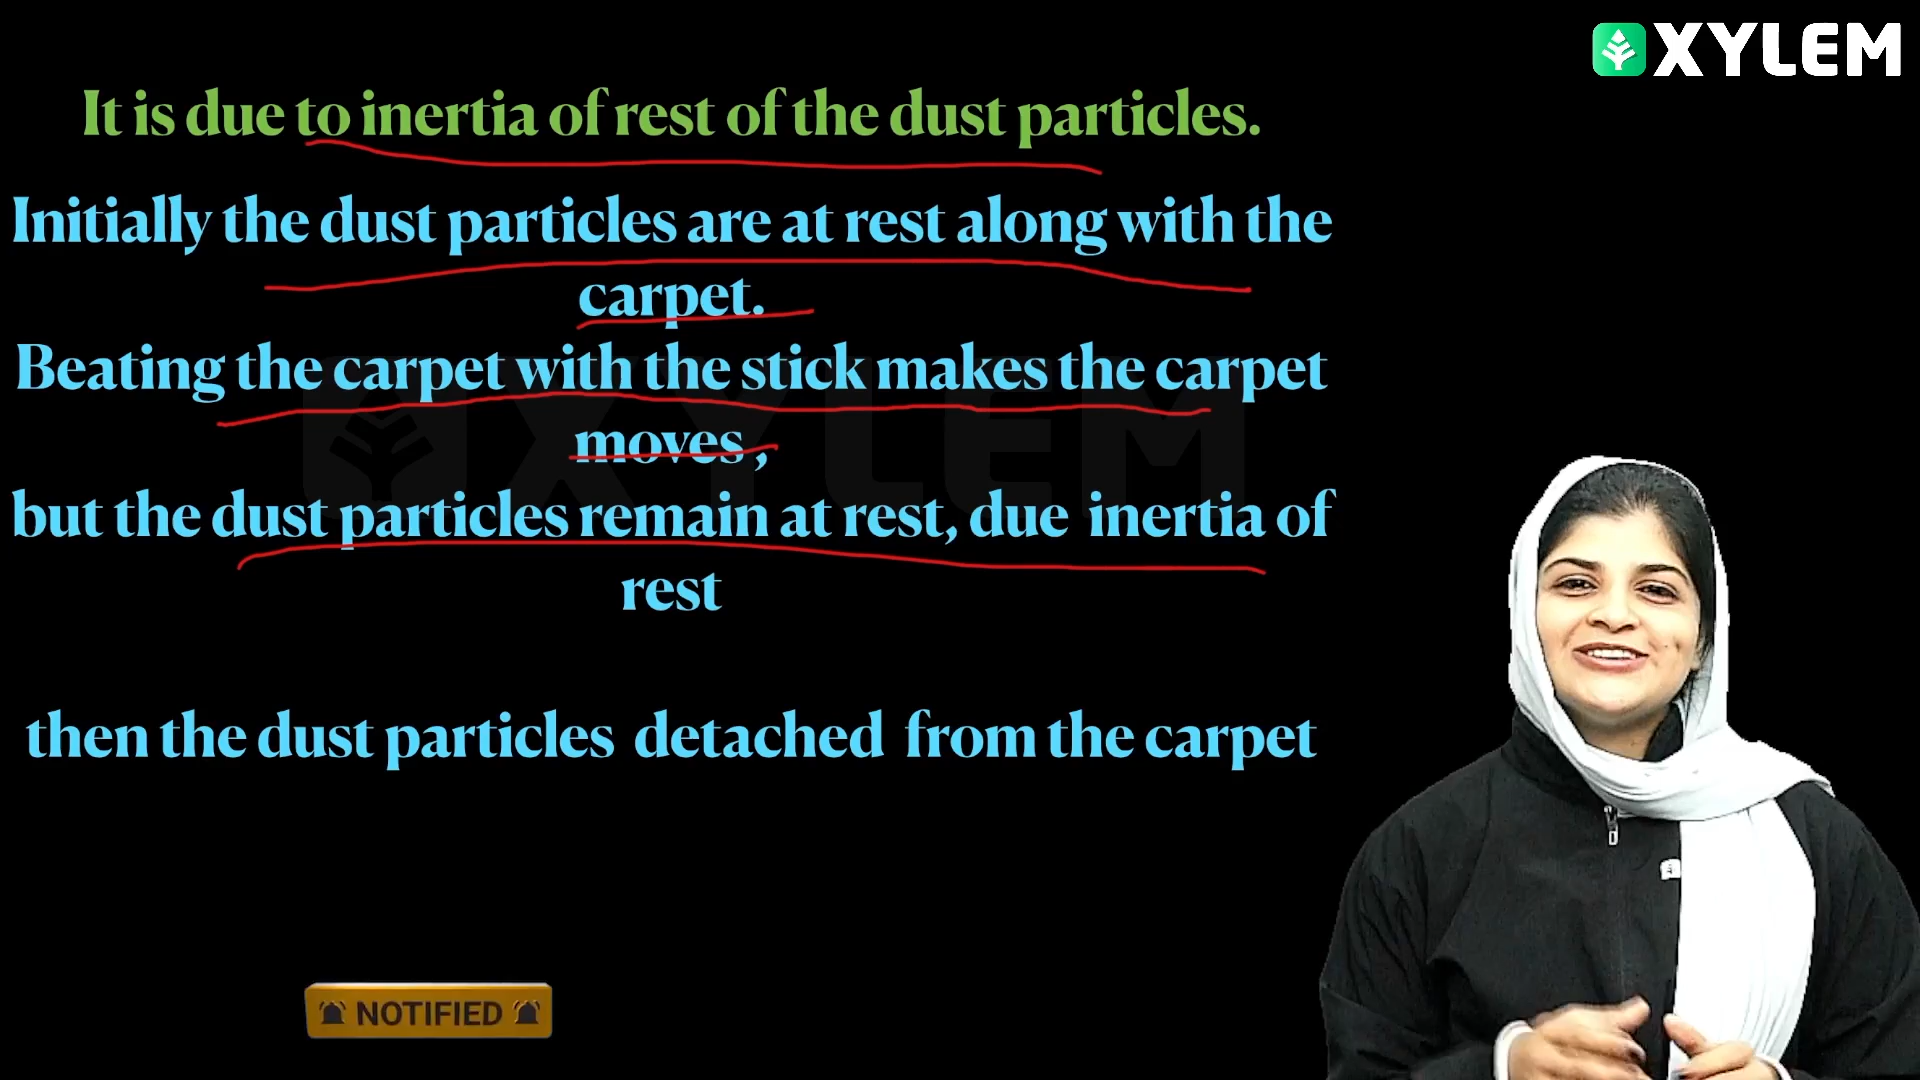 XYLEM
It is due to inertia of rest of the dust particles.
Initially the dust particles are at rest along with the
carpet.
Beating the carpet with the stick makes the carpet
moves ,
but the dust particles remain at rest, due inertia of
rest
then the dust particles detached from the carpet
XYLEM
NOTIFIED